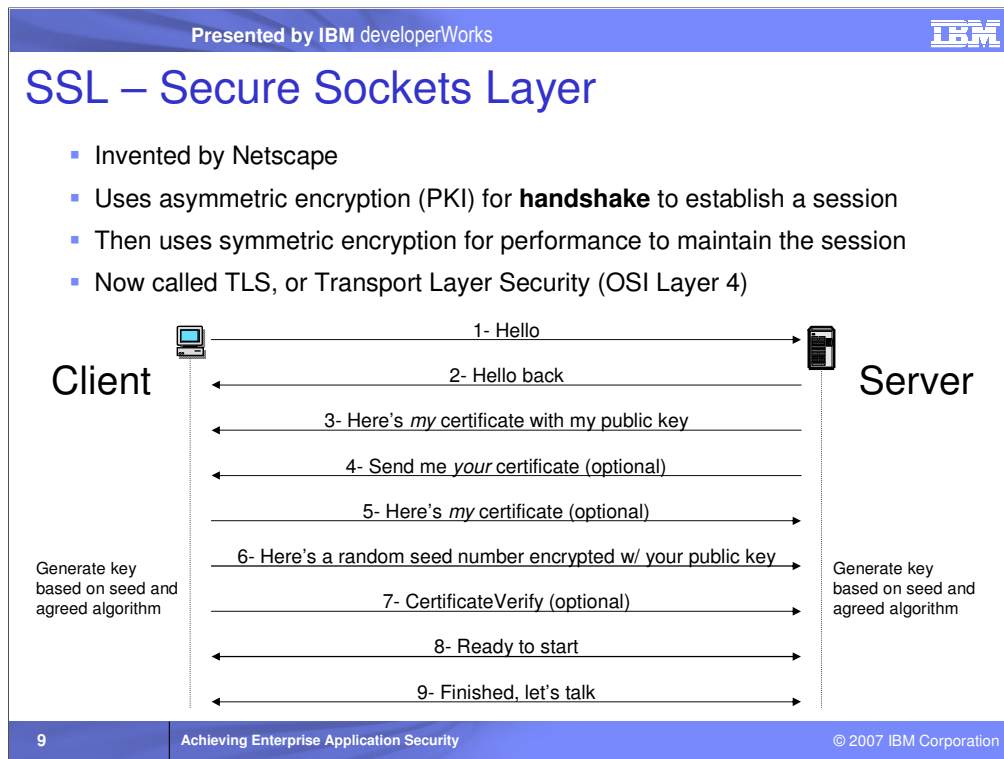 Presented by IBM developerWorks
IBM
SSL – Secure Sockets Layer
Invented by Netscape
Uses asymmetric encryption (PKI) for handshake to establish a session
Then uses symmetric encryption for performance to maintain the session
Now called TLS, or Transport Layer Security (OSI Layer 4)
Client
Server
1- Hello
2- Hello back
3- Here's my certificate with my public key
4- Send me your certificate (optional)
5- Here's my certificate (optional)
6- Here's a random seed number encrypted w/ your public key
Generate key
based on seed and
agreed algorithm
Generate key
based on seed and
agreed algorithm
7- CertificateVerify (optional)
8- Ready to start
9- Finished, let's talk
9
Achieving Enterprise Application Security
© 2007 IBM Corporation